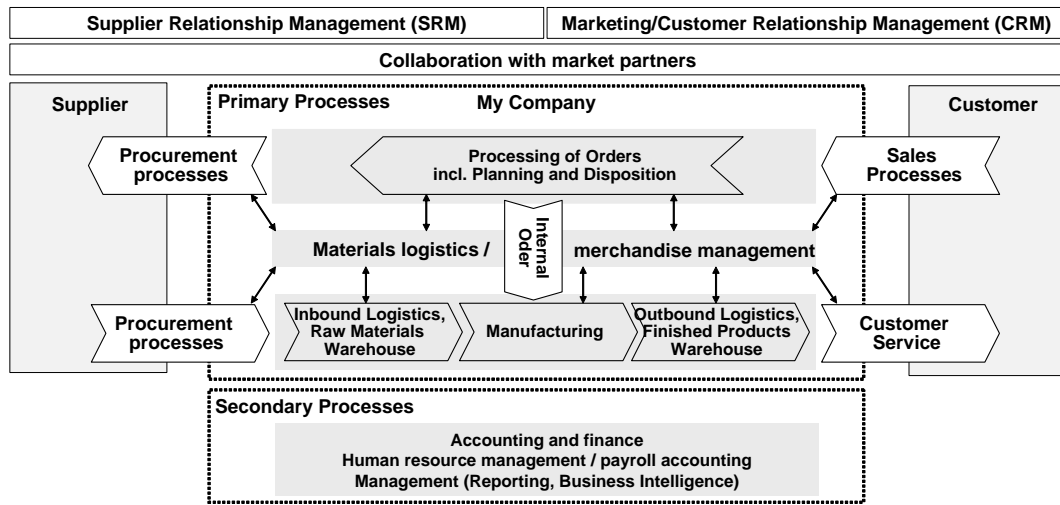 Supplier Relationship Management (SRM)
Marketing/Customer Relationship Management (CRM)
Collaboration with market partners
Supplier
Primary Processes
My Company
Customer
Procurement
processes
Processing of Orders
incl. Planning and Disposition
Sales
Processes
Internal
Oder
Materials logistics /
merchandise management
Procurement
processes
Inbound Logistics,
Raw Materials
Warehouse
Manufacturing
Outbound Logistics,
Finished Products
Warehouse
Customer
Service
Secondary Processes
Accounting and finance
Human resource management / payroll accounting
Management (Reporting, Business Intelligence)